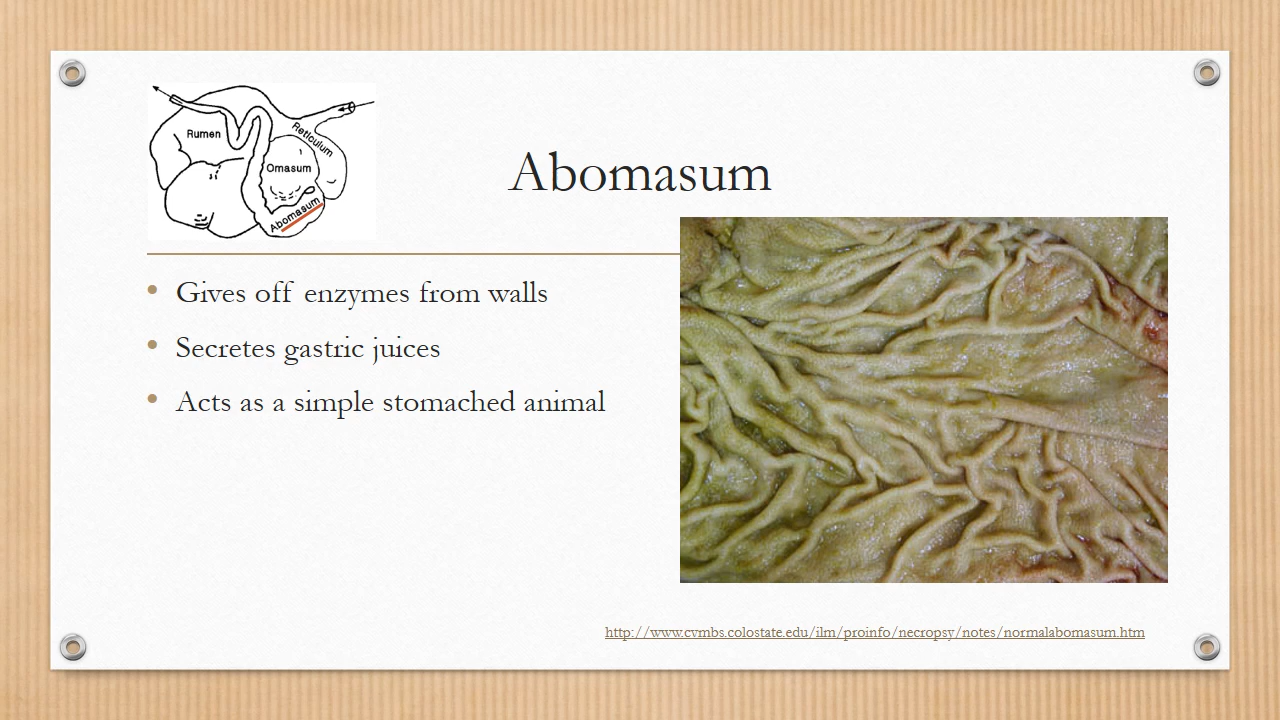 Rumen
Reticulum
Omasum
Abomasum
Abomasum
Gives off enzymes from walls
Secretes gastric juices
Acts as a simple stomached animal
http://www.cvmbs.colostate.edu/ilm/proinfo/necropsy/notes/normalabomasum.htm